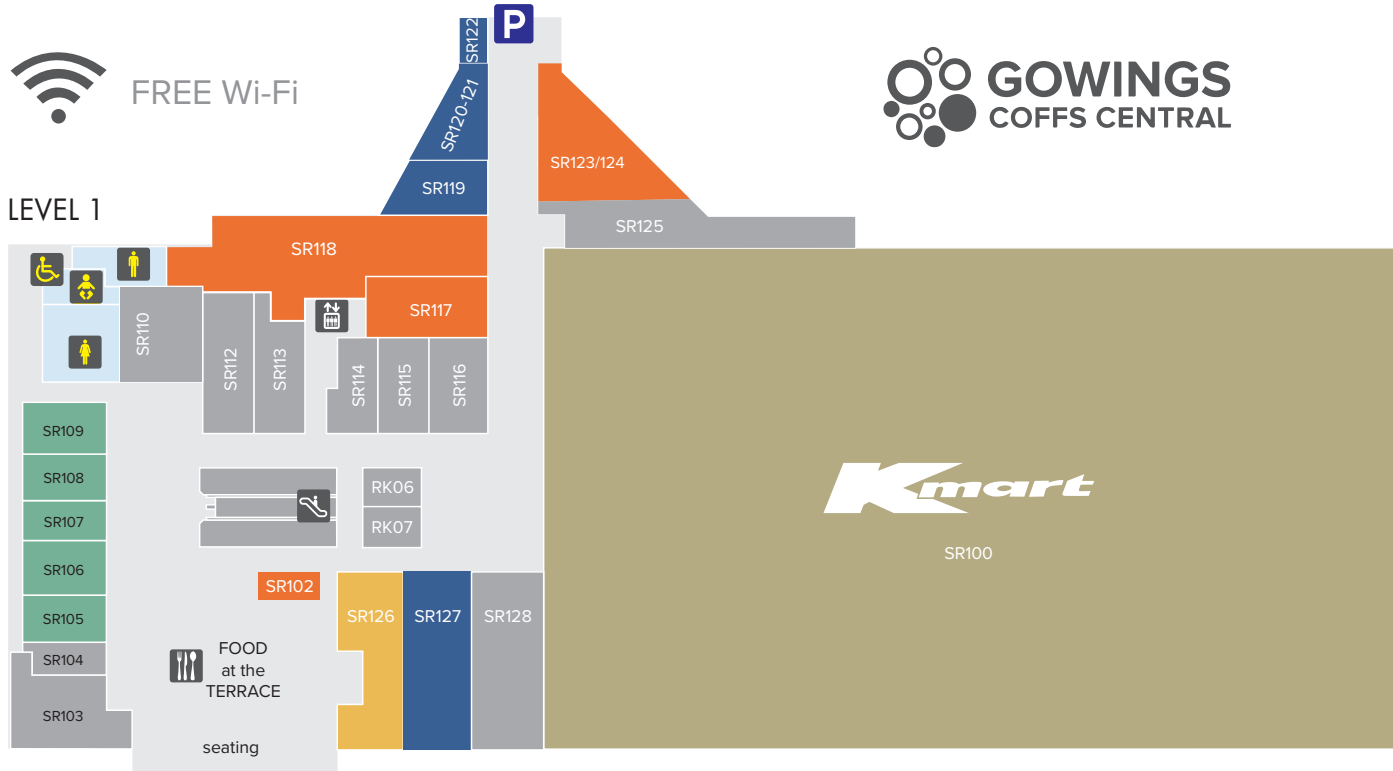 P
FREE Wi-Fi
GOWINGS
COFFS CENTRAL
LEVEL 1
SR122
SR120-121
SR119
SR123/124
SR125
SR118
SR117
SR110
SR112
SR113
SR114
SR115
SR116
SR109
SR108
SR107
SR106
SR105
SR104
SR103
RK06
RK07
SR102
SR126
SR127
SR128
FOOD
at the
TERRACE
seating
Kmart
SR100